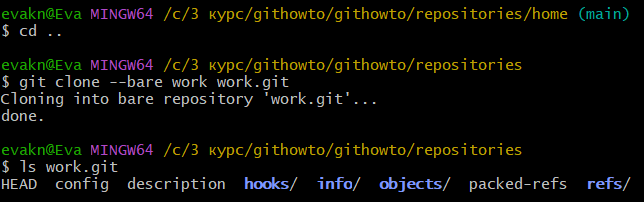 evakn@Eva MINGW64 /c/3 курс/githowto/githowto/repositories/home (main)
$ cd ..
evakn@Eva MINGW64 /c/3 курс/githowto/githowto/repositories
$ git clone --bare work work.git
Cloning into bare repository 'work.git'...
done.
evakn@Eva MINGW64 /c/3 курс/githowto/githowto/repositories
$ ls work.git
HEAD  config  description  hooks/  info/  objects/  packed-refs  refs/